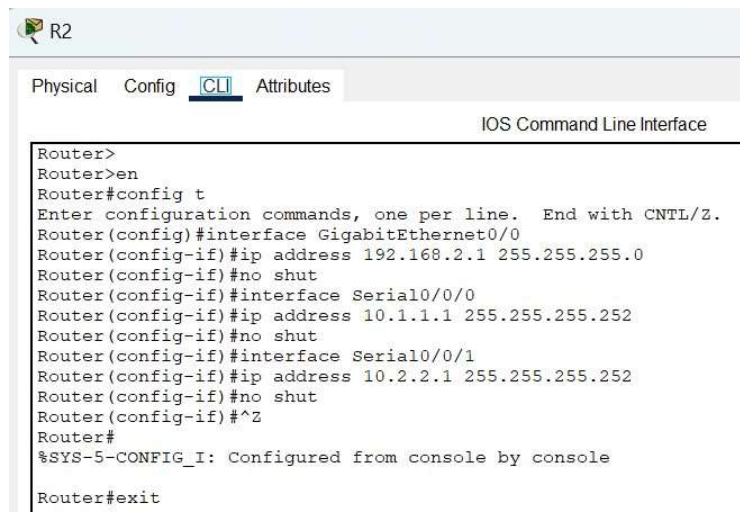 R2
Physical Config CLI Attributes
IOS Command Line Interface
Router>
Router>en
Router#config t
Enter configuration commands, one per line.  End with CNTL/Z.
Router(config)#interface GigabitEthernet0/0
Router(config-if)#ip address 192.168.2.1 255.255.255.0
Router(config-if)#no shut
Router(config-if)#interface Serial0/0/0
Router(config-if)#ip address 10.1.1.1 255.255.255.252
Router(config-if)#no shut
Router(config-if)#interface Serial0/0/1
Router(config-if)#ip address 10.2.2.1 255.255.255.252
Router(config-if)#no shut
Router(config-if)#^Z
Router#
%SYS-5-CONFIG_I: Configured from console by console
Router#exit